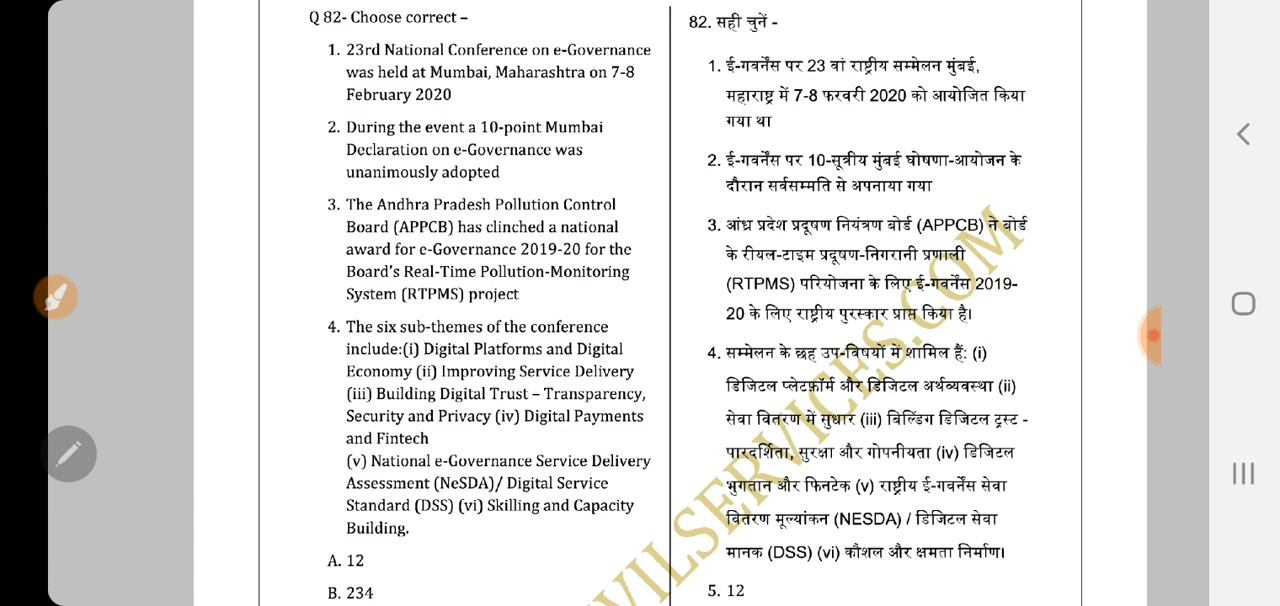 Q 82- Choose correct –
1. 23rd National Conference on e-Governance
was held at Mumbai, Maharashtra on 7-8
February 2020
2. During the event a 10-point Mumbai
Declaration on e-Governance was
unanimously adopted
3. The Andhra Pradesh Pollution Control
Board (APPCB) has clinched a national
award for e-Governance 2019-20 for the
Board's Real-Time Pollution-Monitoring
System (RTPMS) project
4. The six sub-themes of the conference
include:(i) Digital Platforms and Digital
Economy (ii) Improving Service Delivery
(iii) Building Digital Trust – Transparency,
Security and Privacy (iv) Digital Payments
and Fintech
(v) National e-Governance Service Delivery
Assessment (NeSDA)/ Digital Service
Standard (DSS) (vi) Skilling and Capacity
Building.
A. 12
B. 234
82. सही चुनें -
1. ई-गवर्नेंस पर 23 वां राष्ट्रीय सम्मेलन मुंबई,
महाराष्ट्र में 7-8 फरवरी 2020 को आयोजित किया
गया था
2. ई-गवर्नेंस पर 10-सूत्रीय मुंबई घोषणा-आयोजन के
दौरान सर्वसम्मति से अपनाया गया
3. आंध्र प्रदेश प्रदूषण नियंत्रण बोर्ड (APPCB) ने बोर्ड
के रीयल-टाइम प्रदूषण-निगरानी प्रणाली
(RTPMS) परियोजना के लिए ई-गवर्नेंस 2019-
20 के लिए राष्ट्रीय पुरस्कार प्राप्त किया है।
4. सम्मेलन के छह उप-विषयों में शामिल हैं: (i)
डिजिटल प्लेटफ़ॉर्म और डिजिटल अर्थव्यवस्था (ii)
सेवा वितरण में सुधार (iii) बिल्डिंग डिजिटल ट्रस्ट -
पारदर्शिता, सुरक्षा और गोपनीयता (iv) डिजिटल
भुगतान और फिनटेक (v) राष्ट्रीय ई-गवर्नेंस सेवा
वितरण मूल्यांकन (NESDA) / डिजिटल सेवा
मानक (DSS) (vi) कौशल और क्षमता निर्माण।
5. 12
VILSERVICES.COM